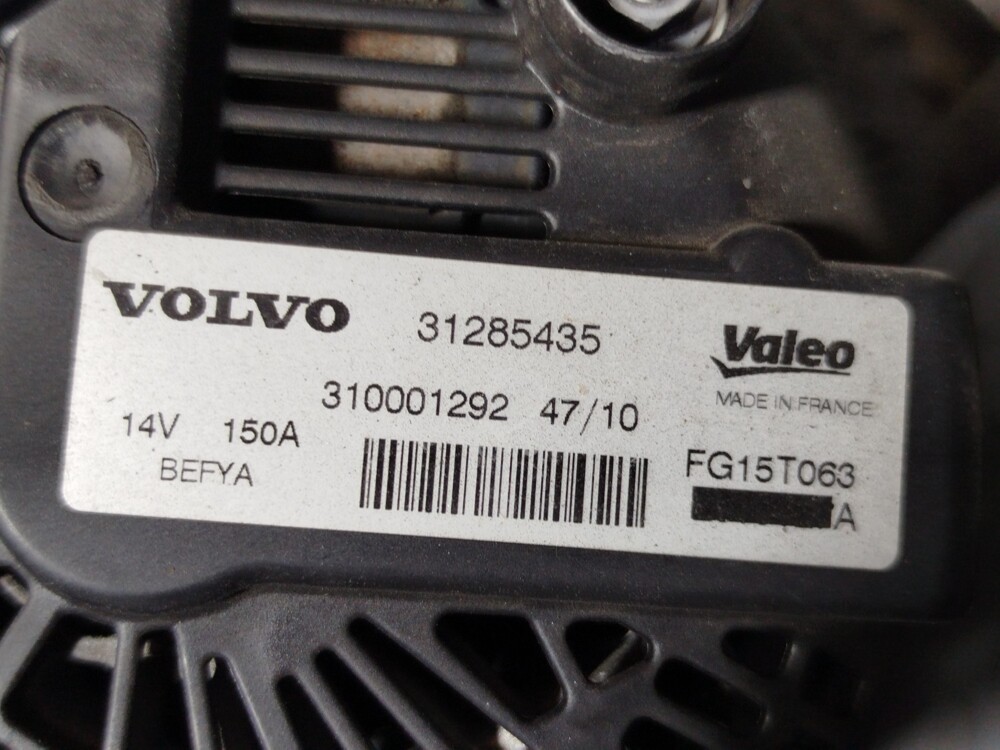 VOLVO 31285435 Valeo
310001292 47/10 MADE IN FRANCE
14V 150A
BEFYA FG15T063
A